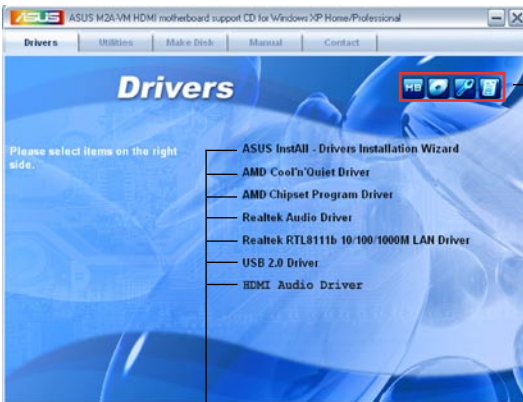 ASUS ASUS M2A-VM HDMI motherboard support CD for Windows XP Home/Professional
Drivers Utilities Make Disk Manual Contact
Drivers
MB
Please select items on the right
side.
ASUS InstAll - Drivers Installation Wizard
AMD Cool'n'Quiet Driver
AMD Chipset Program Driver
Realtek Audio Driver
Realtek RTL8111b 10/100/1000M LAN Driver
USB 2.0 Driver
HDMI Audio Driver